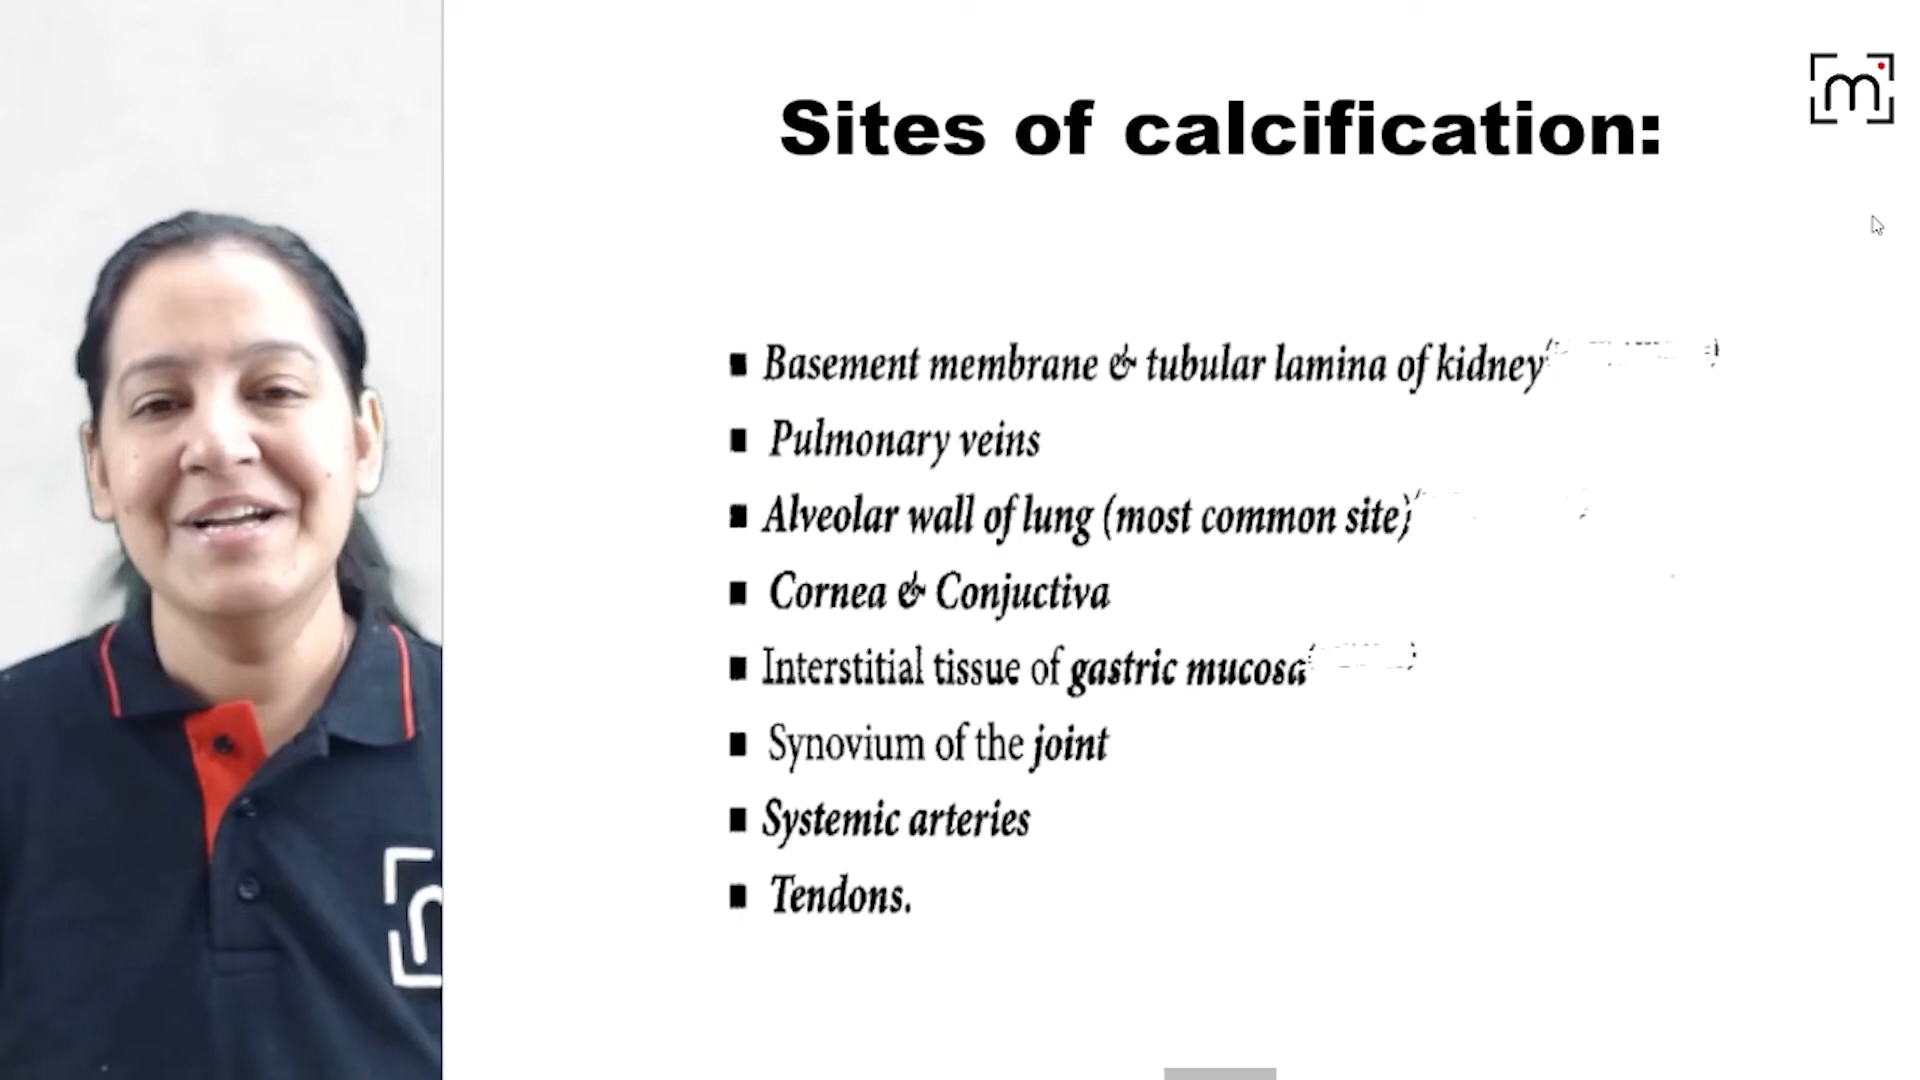 Sites of calcification:
Basement membrane & tubular lamina of kidney
Pulmonary veins
Alveolar wall of lung (most common site)
Cornea & Conjuctiva
Interstitial tissue of gastric mucosa
Synovium of the joint
Systemic arteries
Tendons.